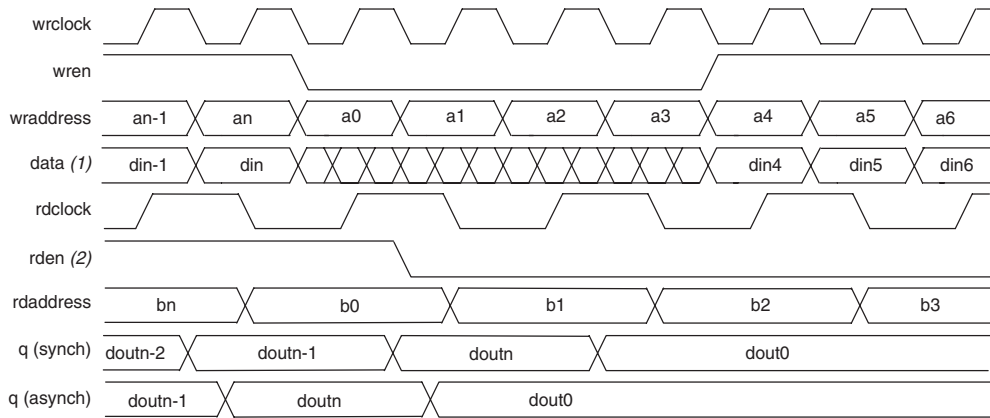 wrclock
wren
wraddress an-1 an a0 a1 a2 a3 a4 a5 a6
data (1) din-1 din din4 din5 din6
rdclock
rden (2)
rdaddress bn b0 b1 b2 b3
q (synch) doutn-2 doutn-1 doutn dout0
q (asynch) doutn-1 doutn dout0